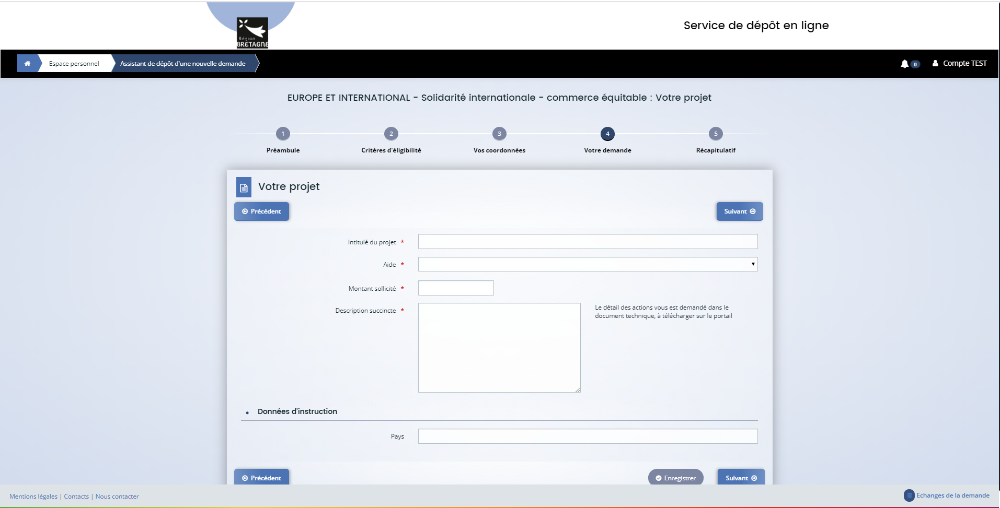 Région
BRETAGNE
Service de dépôt en ligne
Espace personnel
Assistant de dépôt d'une nouvelle demande
0
Compte TEST
EUROPE ET INTERNATIONAL - Solidarité internationale - commerce équitable : Votre projet
1
2
3
4
5
Préambule
Critères d'éligibilité
Vos coordonnées
Votre demande
Récapitulatif
Votre projet
Précédent
Suivant
Intitulé du projet *
Aide *
Montant sollicité *
Description succincte *
Le détail des actions vous est demandé dans le
document technique, à télécharger sur le portail
Données d'instruction
Pays
Précédent
Enregistrer
Suivant
Mentions légales | Contacts | Nous contacter
Echanges de la demande